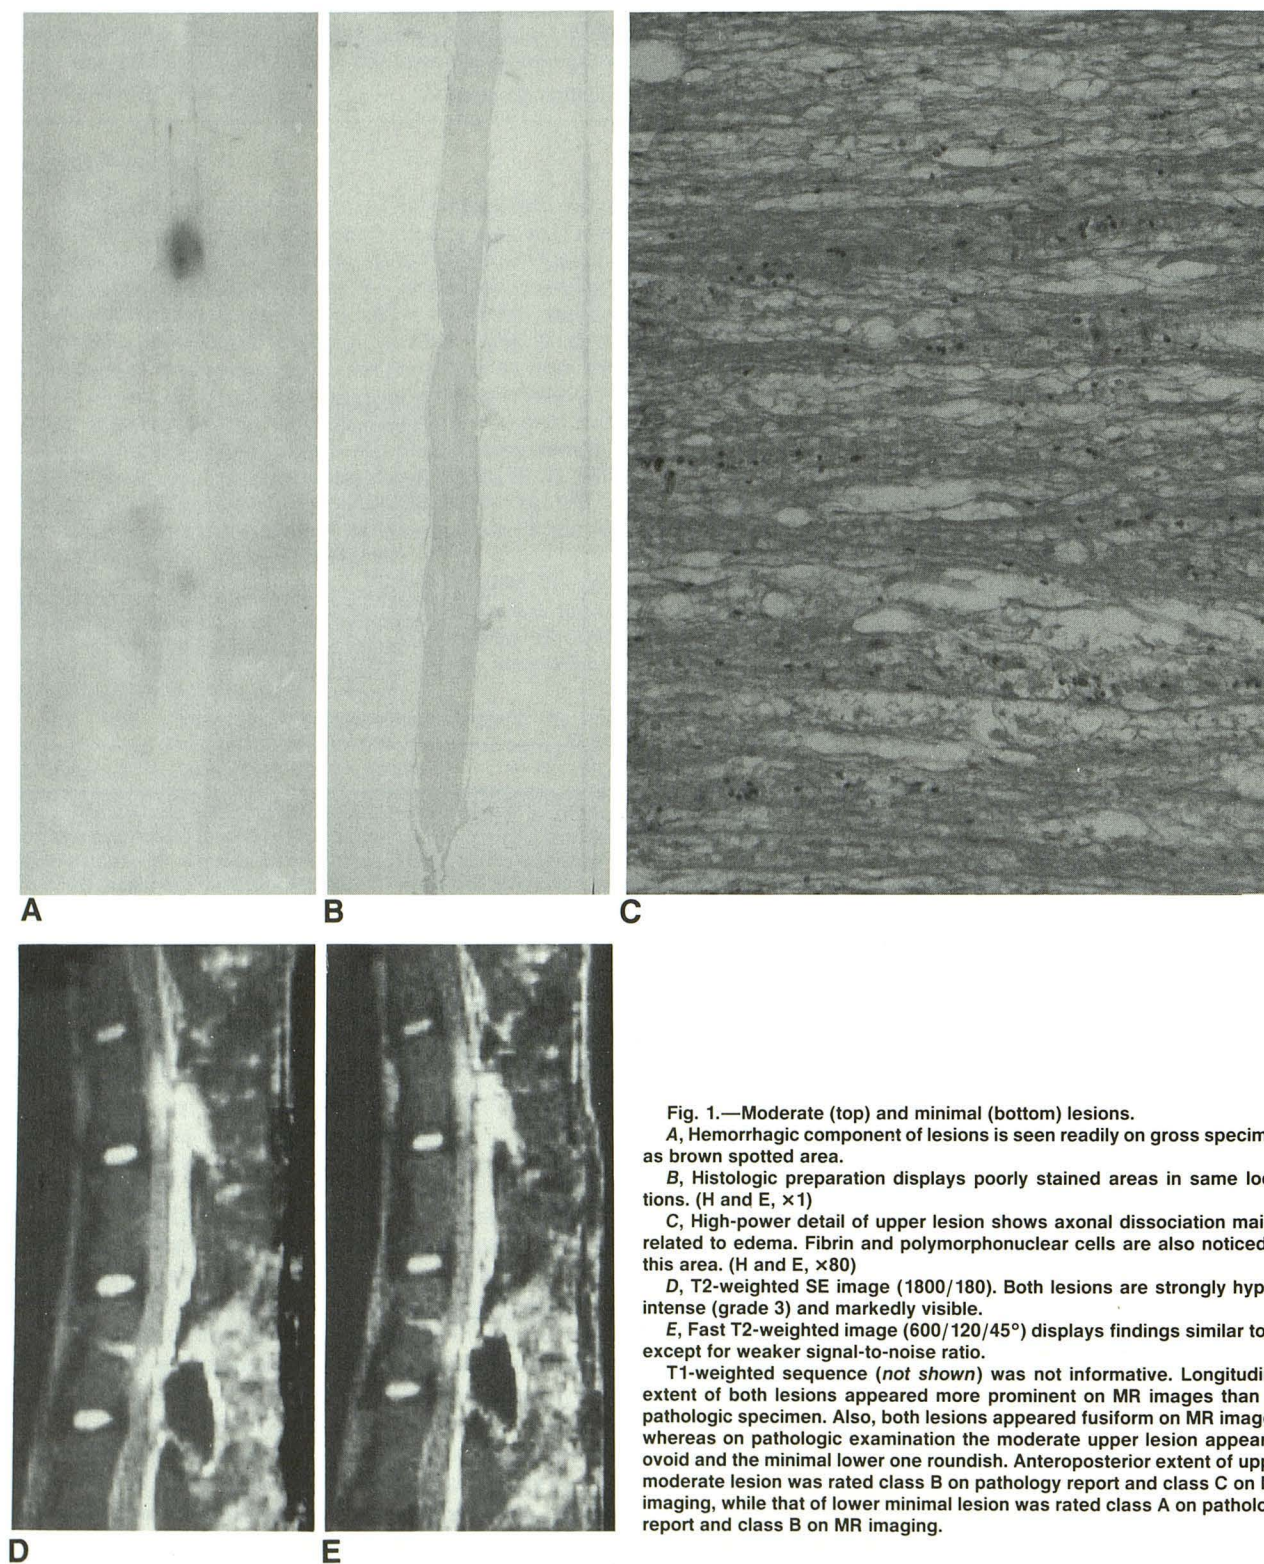 A
B
C
D
E
Fig. 1.—Moderate (top) and minimal (bottom) lesions.
A, Hemorrhagic component of lesions is seen readily on gross specim
as brown spotted area.
B, Histologic preparation displays poorly stained areas in same loc
tions. (H and E, ×1)
C, High-power detail of upper lesion shows axonal dissociation mai
related to edema. Fibrin and polymorphonuclear cells are also noticed
this area. (H and E, ×80)
D, T2-weighted SE image (1800/180). Both lesions are strongly hyp
intense (grade 3) and markedly visible.
E, Fast T2-weighted image (600/120/45°) displays findings similar to
except for weaker signal-to-noise ratio.
T1-weighted sequence (not shown) was not informative. Longitudi
extent of both lesions appeared more prominent on MR images than
pathologic specimen. Also, both lesions appeared fusiform on MR imag
whereas on pathologic examination the moderate upper lesion appear
ovoid and the minimal lower one roundish. Anteroposterior extent of upp
moderate lesion was rated class B on pathology report and class C on
imaging, while that of lower minimal lesion was rated class A on patholo
report and class B on MR imaging.